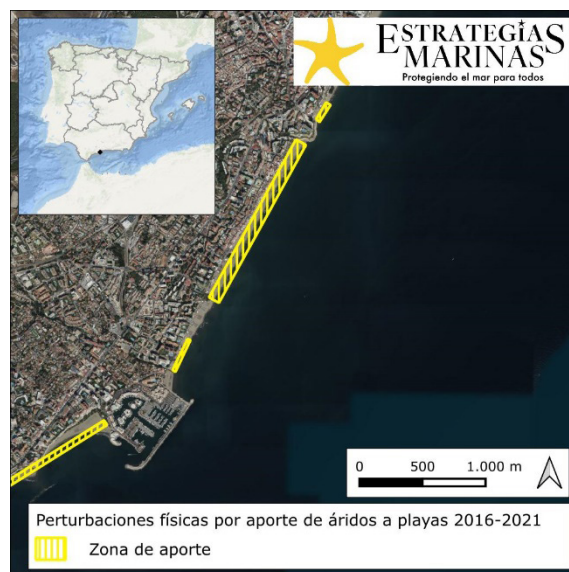 ESTRATEGIAS
MARINAS
Protegiendo el mar para todos
0 500 1.000 m
Perturbaciones físicas por aporte de áridos a playas 2016-2021
Zona de aporte